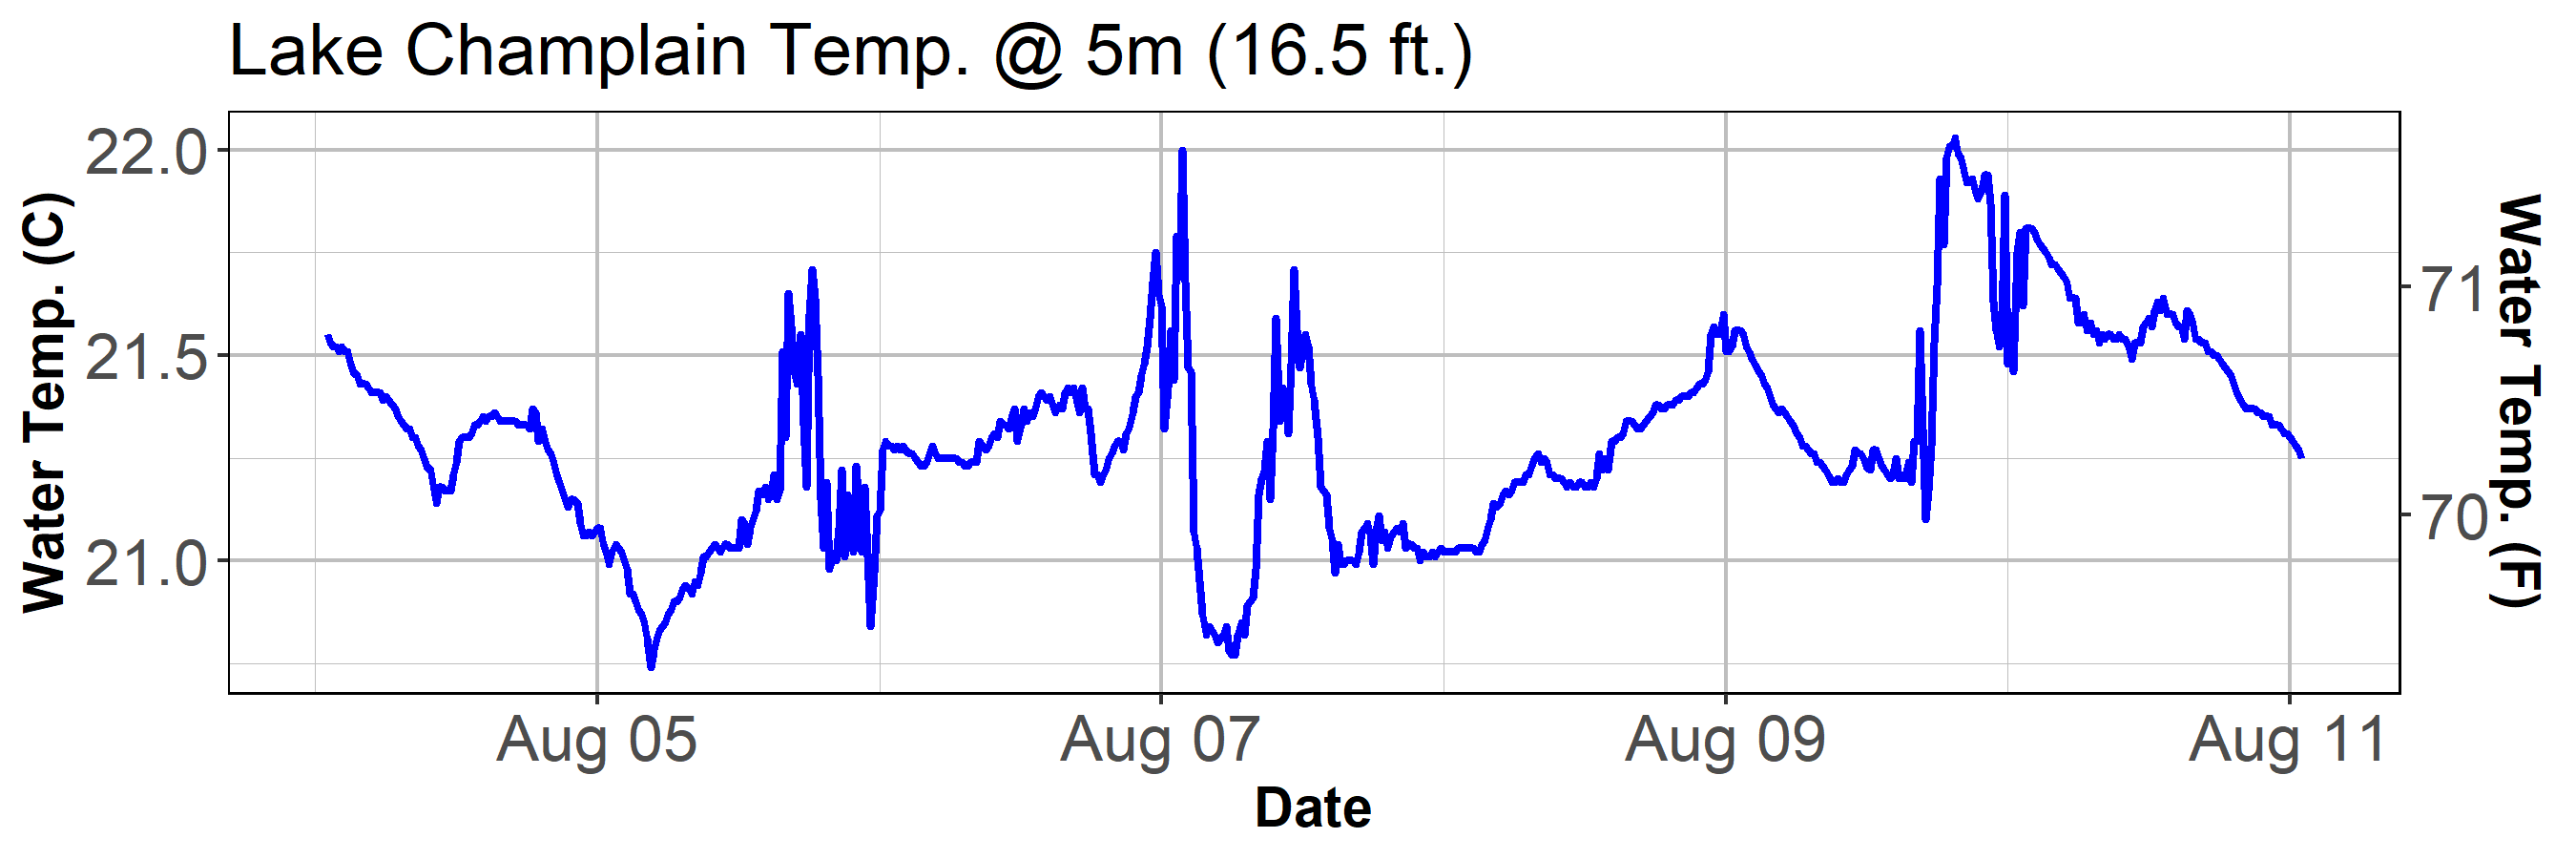 Lake Champlain Temp. @ 5m (16.5 ft.)
22.0
21.5
21.0
Water Temp. (C)
71
70
Water Temp. (F)
Aug 05 Aug 07 Aug 09 Aug 11
Date